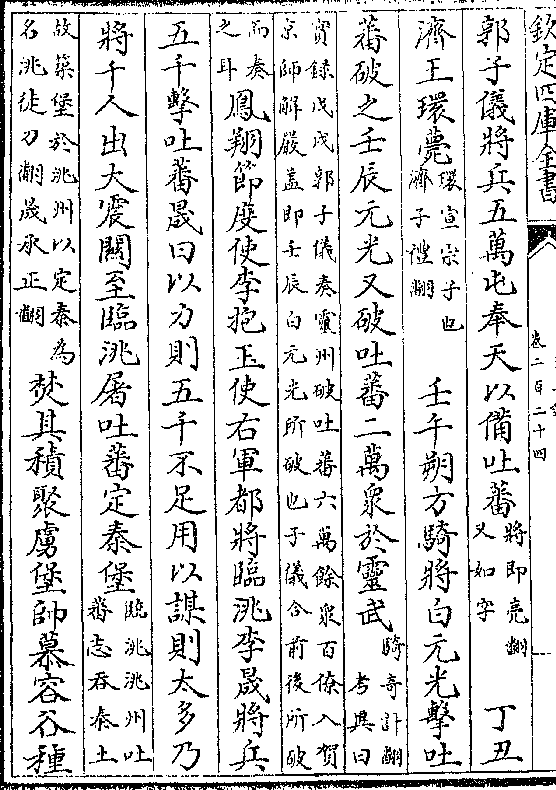 欽定四庫全書
卷二百二十四
郭子儀將兵五萬屯奉天以備吐蕃將即亮翻又如字 丁丑
濟王環薨環宣宗子也濟子禮翻 壬午朔方騎將白元光擊吐
蕃破之壬辰元光又破吐蕃二萬衆於靈武騎奇計翻考異曰
實録戊戌郭子儀奏靈州破吐蕃六萬餘衆百僚入賀
京師解嚴盖即壬辰白元光所破也子儀合前後所破
而奏之耳鳳翔節度使李抱玉使右軍都將臨洮李晟將兵
五千擊吐蕃晟曰以力則五千不足用以謀則太多乃
將千人出大震關至臨洮屠吐蕃定秦堡臨洮洮州吐蕃志吞秦土
故築堡於洮州以定秦為名洮徒刀翻晟承正翻焚其積聚虜堡帥慕容谷種